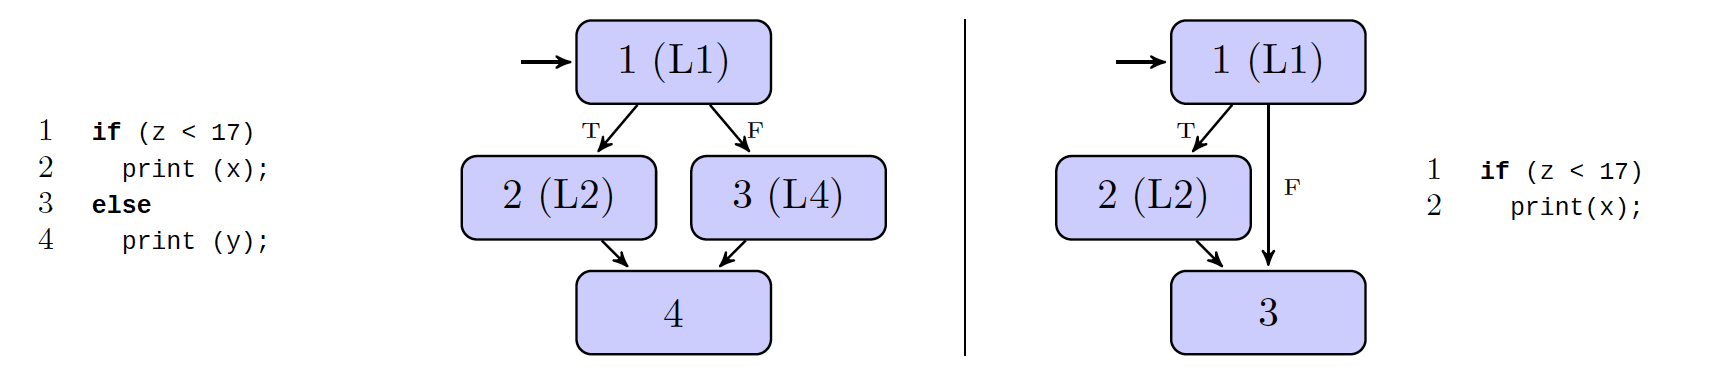 1 if (z < 17)
2 print (x);
3 else
4 print (y);
1 (L1)
T
F
2 (L2)
3 (L4)
4
1 (L1)
T
F
2 (L2)
3
1 if (z < 17)
2 print(x);